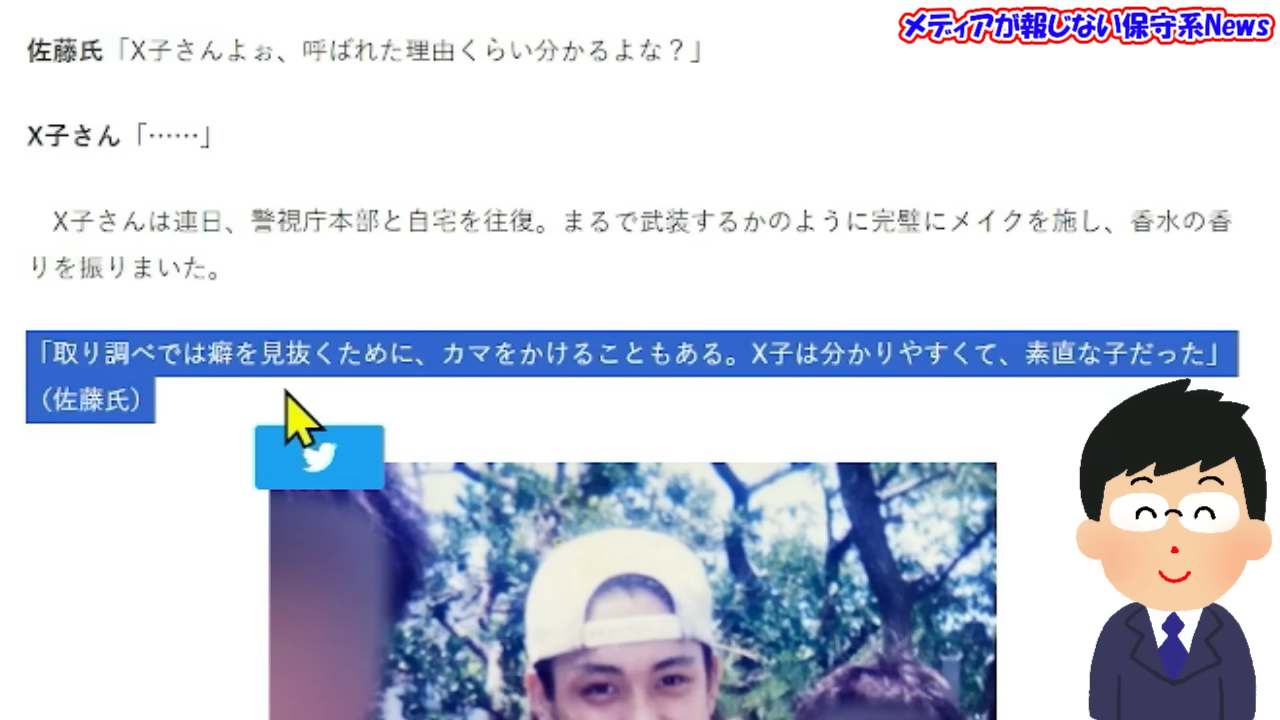 メディアが報じない保守系News
佐藤氏「X子さんよぉ、呼ばれた理由くらい分かるよな？」
X子さん「……」
X子さんは連日、警視庁本部と自宅を往復。まるで武装するかのように完璧にメイクを施し、香水の香
りを振りまいた。
「取り調べでは癖を見抜くために、カマをかけることもある。X子は分かりやすくて、素直な子だった」
（佐藤氏）